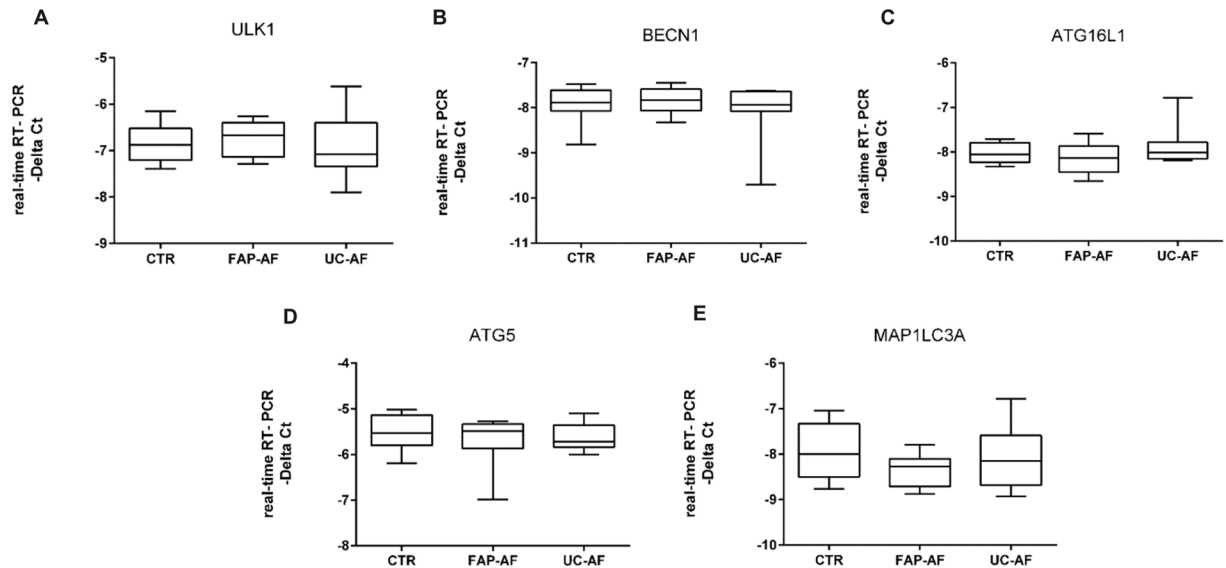 A
ULK1
real-time RT- PCR
-Delta Ct
-5
-6
-7
-8
-9
CTR
FAP-AF
UC-AF
B
BECN1
real-time RT- PCR
-Delta Ct
-7
-8
-9
-10
-11
CTR
FAP-AF
UC-AF
C
ATG16L1
real-time RT- PCR
-Delta Ct
-6
-7
-8
-9
-10
CTR
FAP-AF
UC-AF
D
ATG5
real-time RT- PCR
-Delta Ct
-4
-5
-6
-7
-8
CTR
FAP-AF
UC-AF
E
MAP1LC3A
real-time RT- PCR
-Delta Ct
-6
-7
-8
-9
-10
CTR
FAP-AF
UC-AF